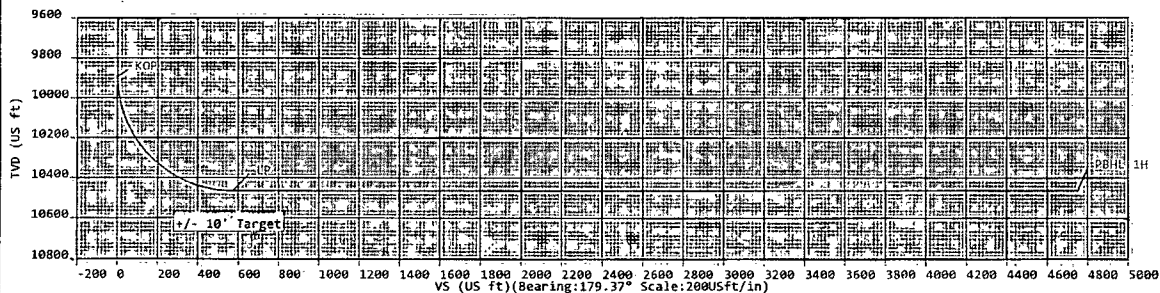 9600
9800
KOP
10000
TVD (US ft)
10200
PBHL 1H
LP
10400
10600
+/- 10' Target
10800
-200 0 200 400 600 800 1000 1200 1400 1600 1800 2000 2200 2400 2600 2800 3000 3200 3400 3600 3800 4000 4200 4400 4600 4800 5000
VS (US ft)(Bearing:179.37° Scale:200USft/in)